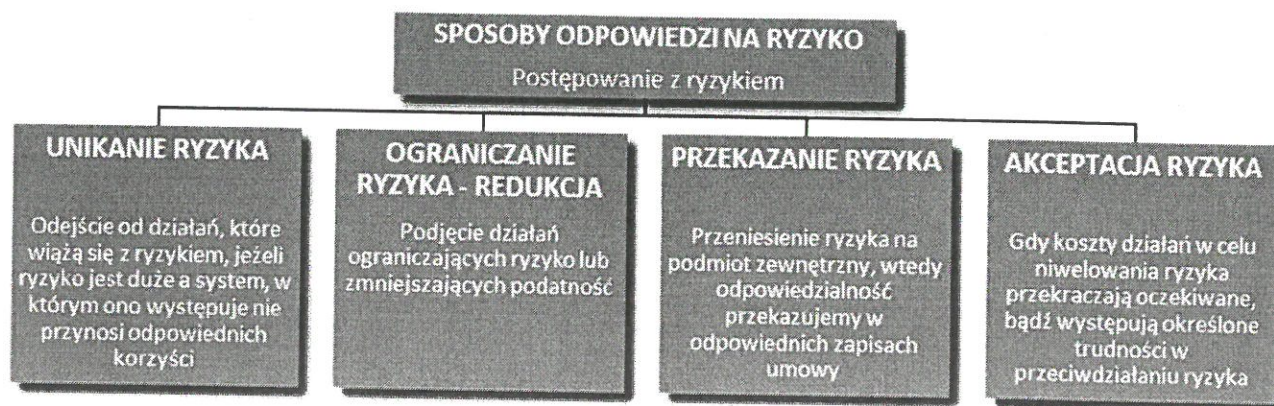 SPOSOBY ODPOWIEDZI NA RYZYKO
Postępowanie z ryzykiem
UNIKANIE RYZYKA
Odejście od działań, które
wiążą się z ryzykiem, jeżeli
ryzyko jest duże a system, w
którym ono występuje nie
przynosi odpowiednich
korzyści
OGRANICZANIE
RYZYKA - REDUKCJA
Podjęcie działań
ograniczających ryzyko lub
zmniejszających podatność
PRZEKAZANIE RYZYKA
Przeniesienie ryzyka na
podmiot zewnętrzny, wtedy
odpowiedzialność
przekazujemy w
odpowiednich zapisach
umowy
AKCEPTACJA RYZYKA
Gdy koszty działań w celu
niwelowania ryzyka
przekraczają oczekiwane,
bądź występują określone
trudności w
przeciwdziałaniu ryzyka